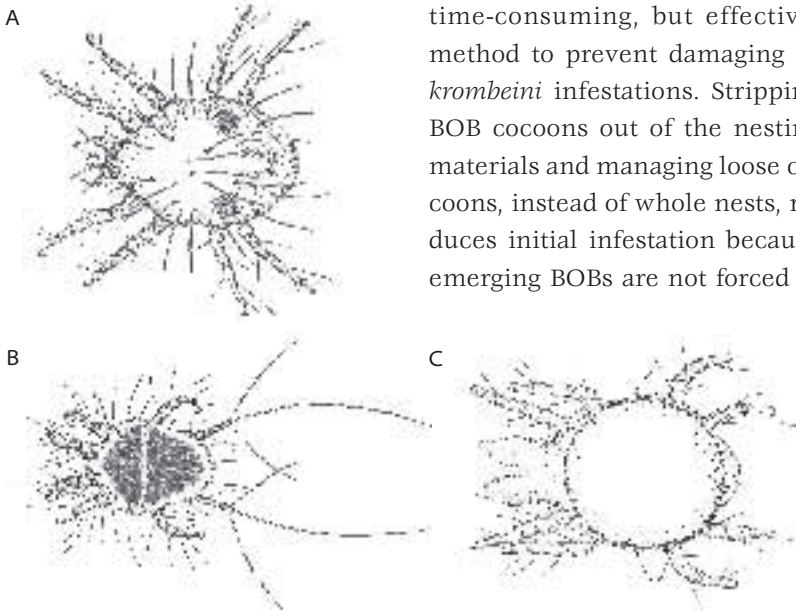 A
time-consuming, but effectiv
method to prevent damaging
krombeini infestations. Strippin
BOB cocoons out of the nestin
materials and managing loose c
coons, instead of whole nests, r
duces initial infestation becau
emerging BOBs are not forced
B
C